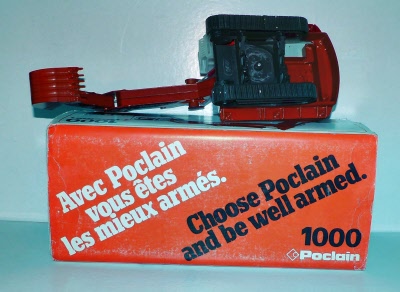 Avec Poclain
vous êtes
les mieux armés.
Choose Poclain
and be well armed.
1000
Poclain